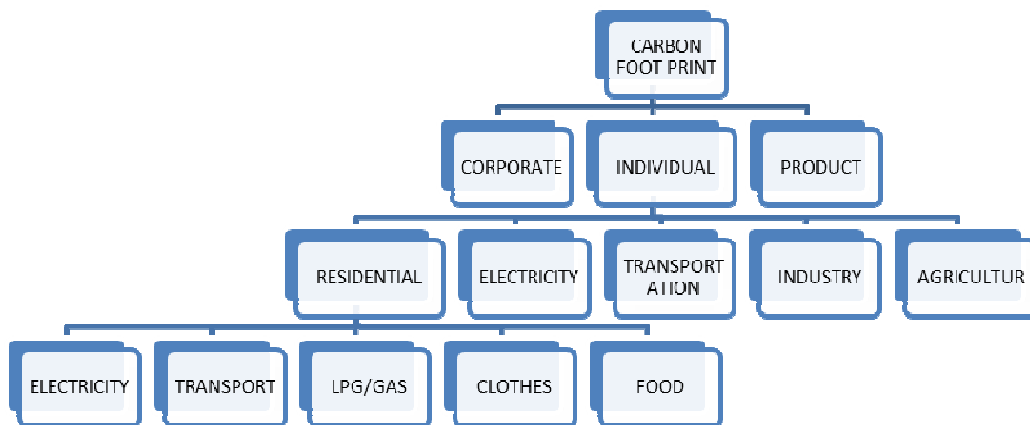 CARBON
FOOT PRINT
CORPORATE
INDIVIDUAL
PRODUCT
RESIDENTIAL
ELECTRICITY
TRANSPORT
ATION
INDUSTRY
AGRICULTUR
ELECTRICITY
TRANSPORT
LPG/GAS
CLOTHES
FOOD